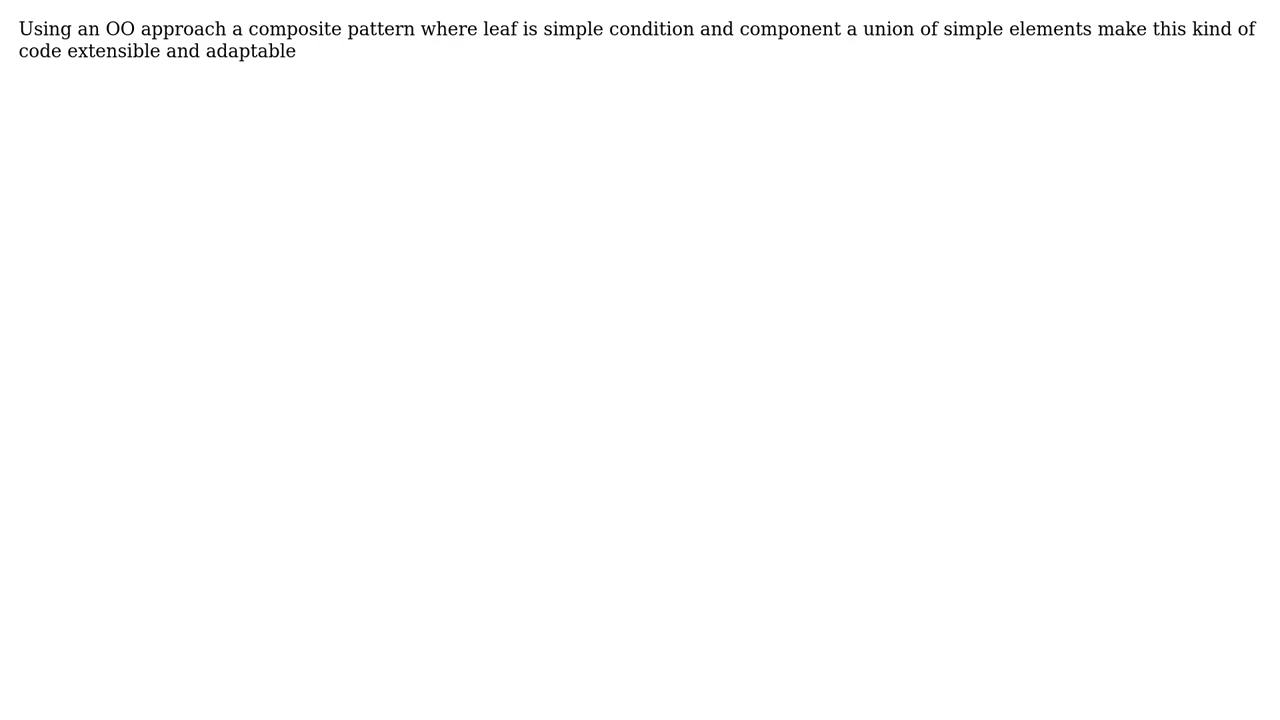 Using an OO approach a composite pattern where leaf is simple condition and component a union of simple elements make this kind of
code extensible and adaptable